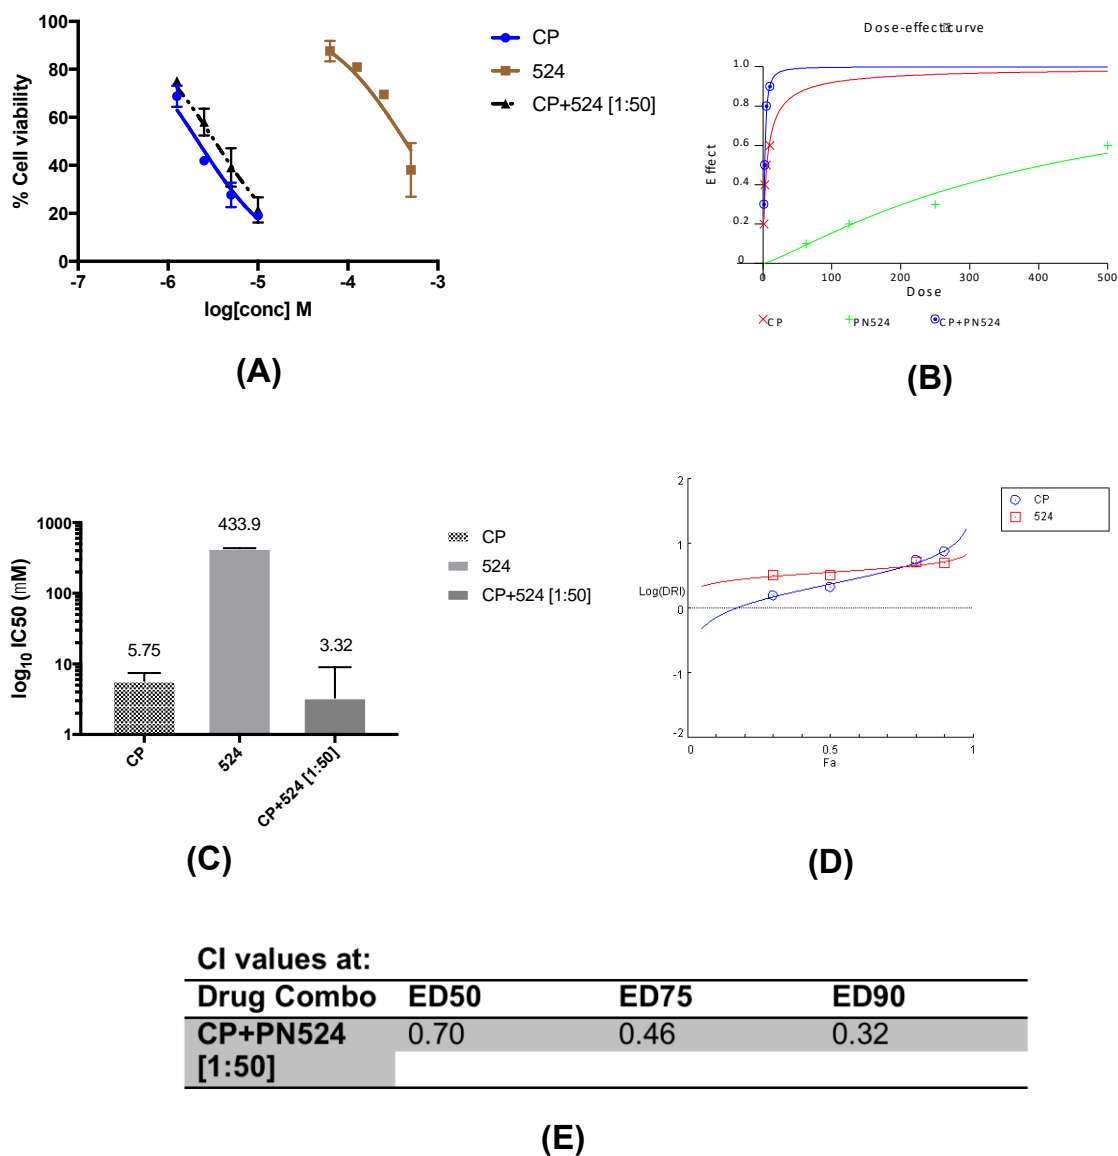 100
80
60
40
20
0
% Cell viability
-7 -6 -5 -4 -3
log[conc] M
CP
524
CP+524 [1:50]
(A)
Dose-effect curve
1.0
0.8
0.6
0.4
0.2
0
Effect
0 100 200 300 400 500
Dose
CP PN524 CP+PN524
(B)
1000
100
10
1
log10 IC50 (mM)
5.75
433.9
3.32
CP
524
CP+524 [1:50]
CP
524
CP+524 [1:50]
(C)
2
1
Log(DRI)
0
-1
-2
0 0.5 1
Fa
CP
524
(D)
CI values at:
Drug Combo ED50 ED75 ED90
CP+PN524 0.70 0.46 0.32
[1:50]
(E)